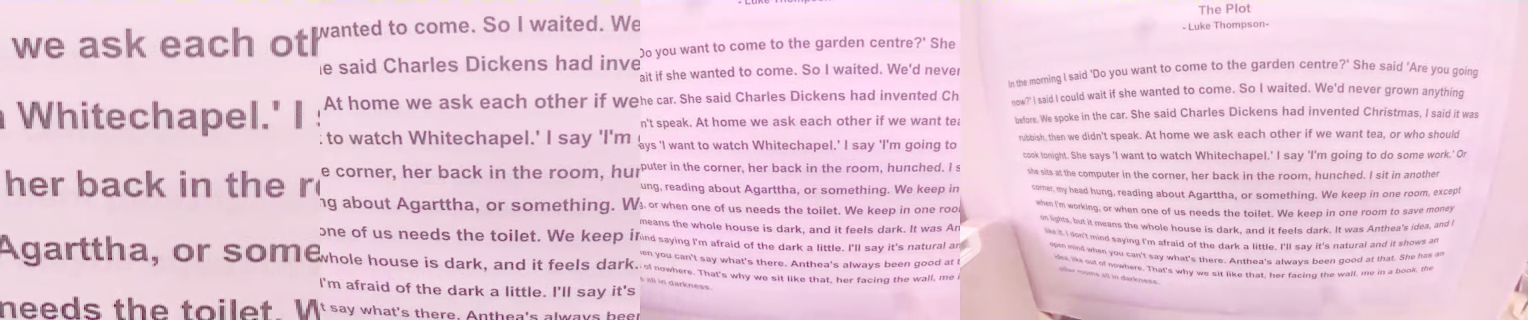 we ask each
Whitechapel.' I
her back in the
Agarttha, or some
needs the toilet.
wanted to come. So I waited. We
said Charles Dickens had inve
At home we ask each other if we
to watch Whitechapel.' I say 'I'm
corner, her back in the room, hun
about Agarttha, or something. W
one of us needs the toilet. We keep
whole house is dark, and it feels dark.
I'm afraid of the dark a little. I'll say it's
say what's there. Anthea's always been
- Luke Thompson-
Do you want to come to the garden centre?' She
wait if she wanted to come. So I waited. We'd never
the car. She said Charles Dickens had invented Ch
n't speak. At home we ask each other if we want tea
says 'I want to watch Whitechapel.' I say 'I'm going to
puter in the corner, her back in the room, hunched. I s
ung, reading about Agarttha, or something. We keep in
or when one of us needs the toilet. We keep in one roo
means the whole house is dark, and it feels dark. It was An
mind saying I'm afraid of the dark a little. I'll say it's natural an
when you can't say what's there. Anthea's always been good at t
of nowhere. That's why we sit like that, her facing the wall, me i
all in darkness.
The Plot
- Luke Thompson-
In the morning I said 'Do you want to come to the garden centre?' She said 'Are you going
now?' I said I could wait if she wanted to come. So I waited. We'd never grown anything
before. We spoke in the car. She said Charles Dickens had invented Christmas, I said it was
rubbish, then we didn't speak. At home we ask each other if we want tea, or who should
cook tonight. She says 'I want to watch Whitechapel.' I say 'I'm going to do some work.' Or
she sits at the computer in the corner, her back in the room, hunched. I sit in another
corner, my head hung, reading about Agarttha, or something. We keep in one room, except
when I'm working, or when one of us needs the toilet. We keep in one room to save money
on lights, but it means the whole house is dark, and it feels dark. It was Anthea's idea, and I
like it. I don't mind saying I'm afraid of the dark a little. I'll say it's natural and it shows an
open mind when you can't say what's there. Anthea's always been good at that. She has an
idea, like out of nowhere. That's why we sit like that, her facing the wall, me in a book, the
other rooms all in darkness.